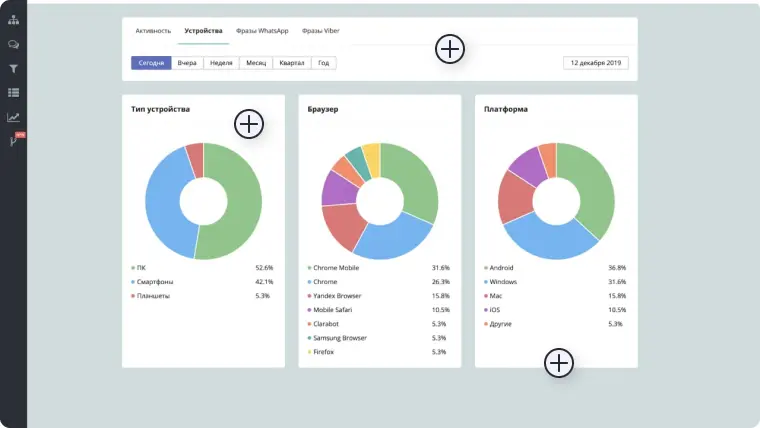 Активность Устройства Фразы WhatsApp Фразы Viber
Сегодня Вчера Неделя Месяц Квартал Год 12 декабря 2019
Тип устройства
ПК 52.6%
Смартфоны 42.1%
Планшеты 5.3%
Браузер
Chrome Mobile 31.6%
Chrome 26.3%
Yandex Browser 15.8%
Mobile Safari 10.5%
Clarabot 5.3%
Samsung Browser 5.3%
Firefox 5.3%
Платформа
Android 36.8%
Windows 31.6%
Mac 15.8%
iOS 10.5%
Другие 5.3%